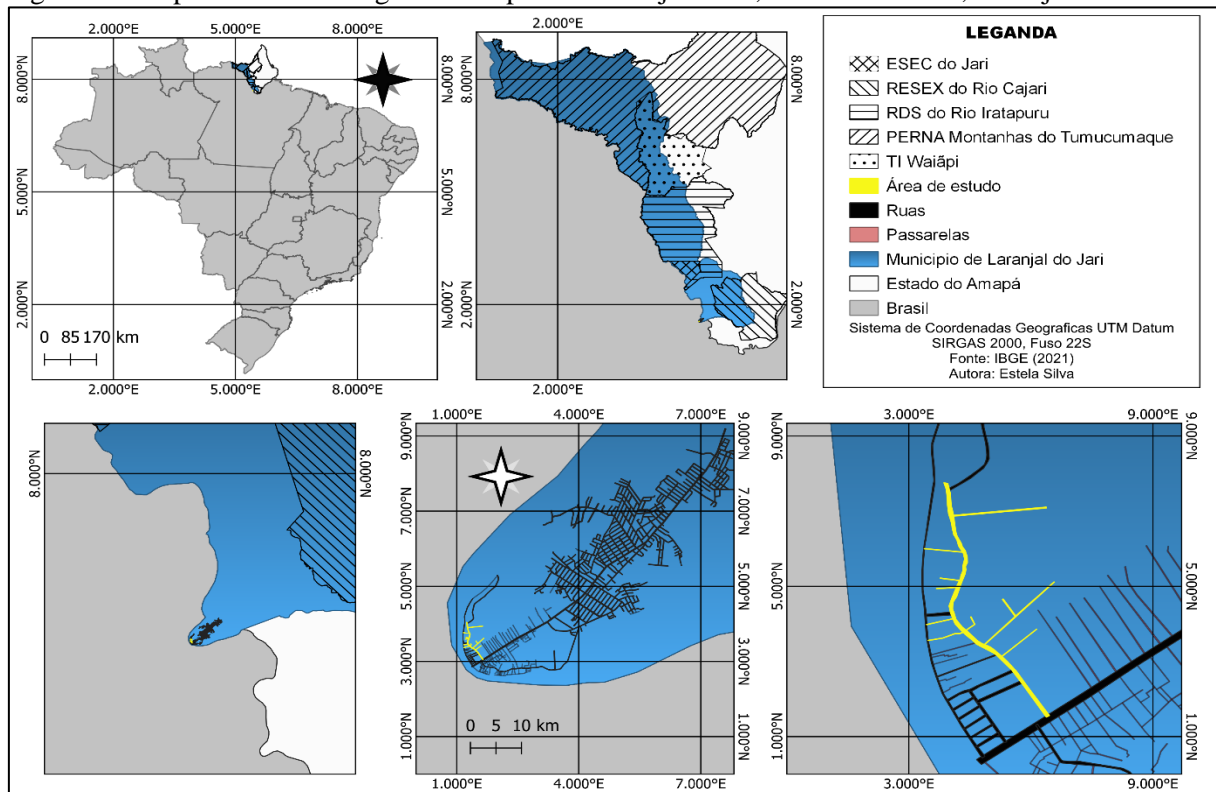 2.000°E 5.000°E 8.000°E
8.000°N
5.000°N
2.000°N
0 85 170 km
2.000°E 5.000°E 8.000°E
2.000°E
8.000°N
8.000°N
2.000°N
2.000°N
2.000°E
LEGANDA
ESEC do Jari
RESEX do Rio Cajari
RDS do Rio Iratapuru
PERNA Montanhas do Tumucumaque
TI Waiãpi
Área de estudo
Ruas
Passarelas
Municipio de Laranjal do Jari
Estado do Amapá
Brasil
Sistema de Coordenadas Geograficas UTM Datum
SIRGAS 2000, Fuso 22S
Fonte: IBGE (2021)
Autora: Estela Silva
8.000°N
8.000°N
1.000°E 4.000°E 7.000°E
9.000°N
9.000°N
7.000°N
7.000°N
5.000°N
5.000°N
3.000°N
3.000°N
1.000°N
1.000°N
0 5 10 km
1.000°E 4.000°E 7.000°E
3.000°E 9.000°E
9.000°N
9.000°N
5.000°N
5.000°N
1.000°N
1.000°N
3.000°E 9.000°E